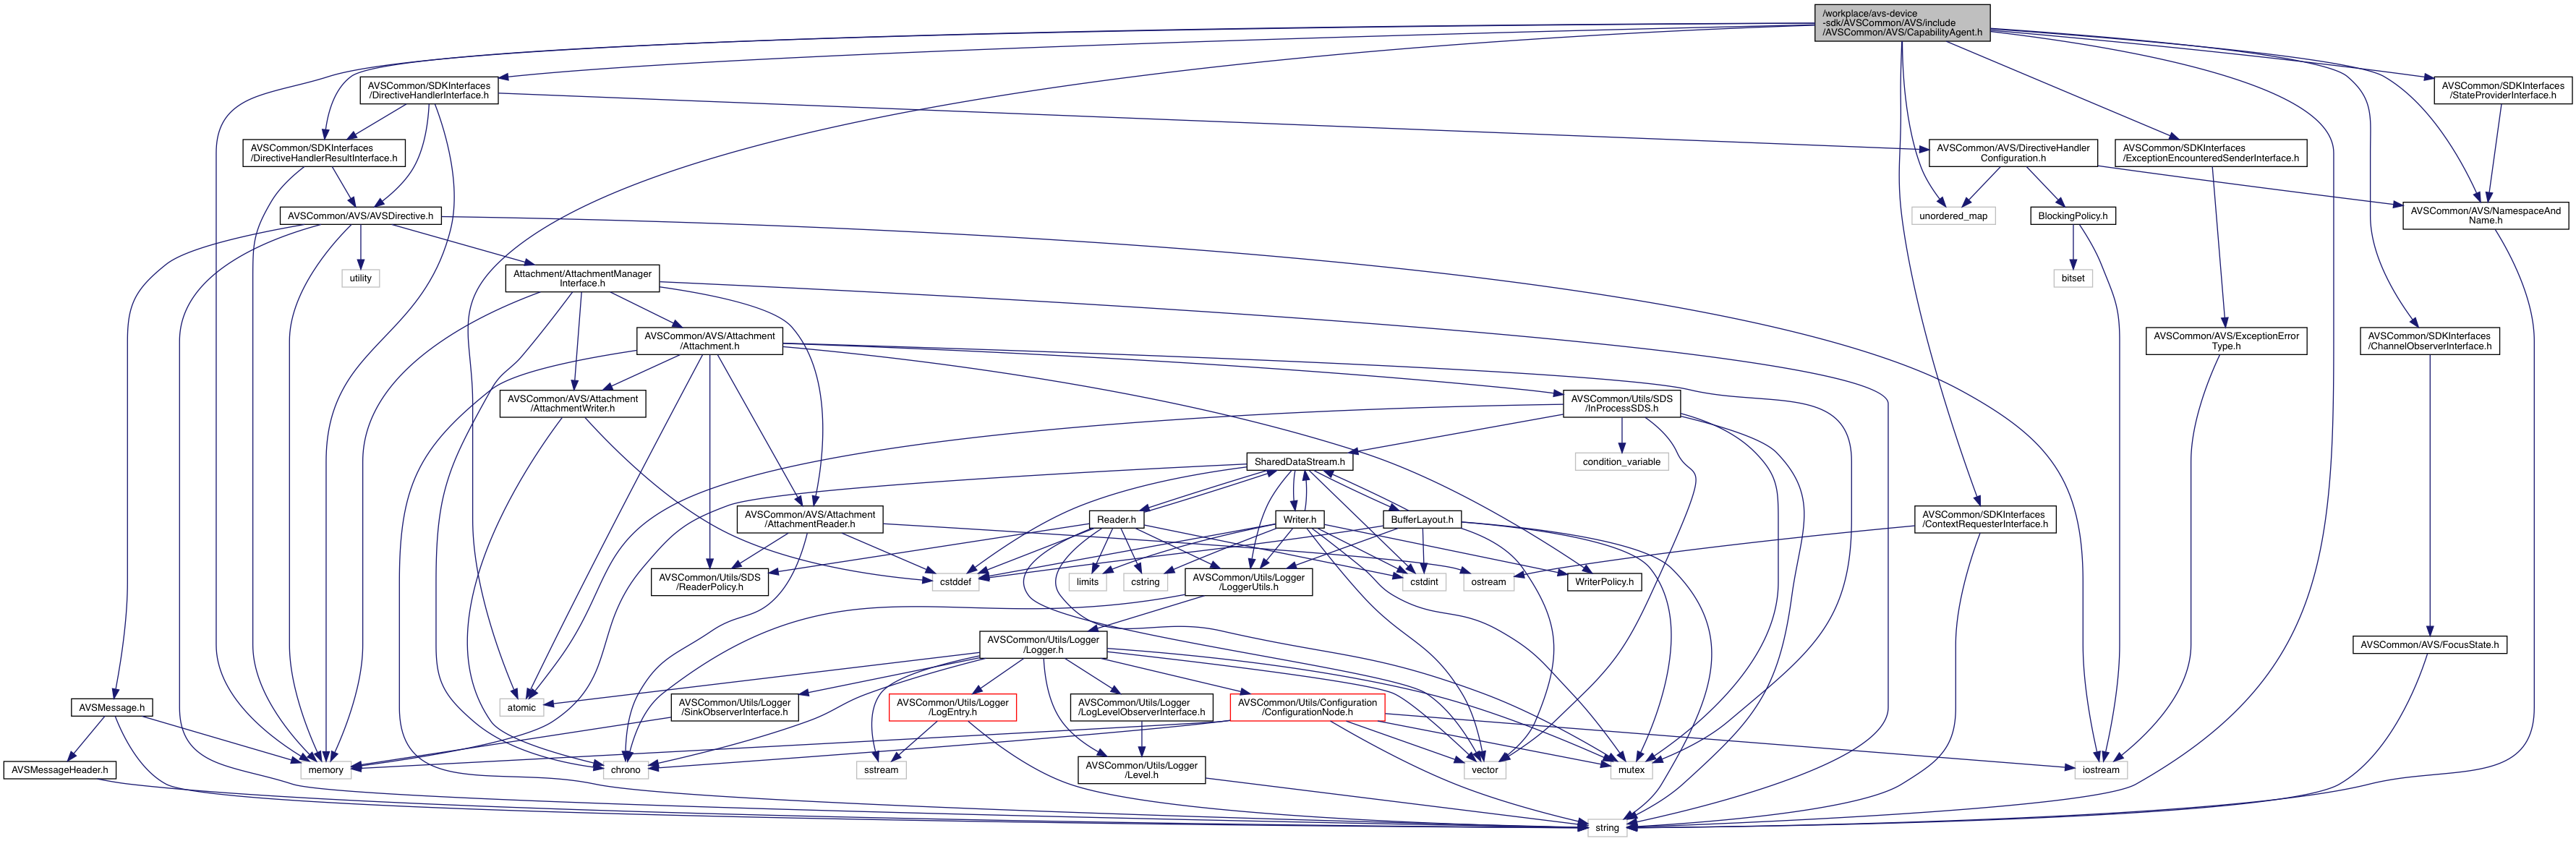 /workplace/avs-device
-sdk/AVSCommon/AVS/include
/AVSCommon/AVS/CapabilityAgent.h
AVSCommon/SDKInterfaces
/DirectiveHandlerInterface.h
AVSCommon/SDKInterfaces
/StateProviderInterface.h
AVSCommon/SDKInterfaces
/DirectiveHandlerResultInterface.h
AVSCommon/AVS/DirectiveHandler
Configuration.h
AVSCommon/SDKInterfaces
/ExceptionEncounteredSenderInterface.h
AVSCommon/AVS/AVSDirective.h
unordered_map
BlockingPolicy.h
AVSCommon/AVS/NamespaceAnd
Name.h
utility
Attachment/AttachmentManager
Interface.h
bitset
AVSCommon/AVS/Attachment
/Attachment.h
AVSCommon/AVS/ExceptionError
Type.h
AVSCommon/SDKInterfaces
/ChannelObserverInterface.h
AVSCommon/AVS/Attachment
/AttachmentWriter.h
AVSCommon/Utils/SDS
/InProcessSDS.h
SharedDataStream.h
condition_variable
AVSCommon/AVS/Attachment
/AttachmentReader.h
Reader.h
Writer.h
BufferLayout.h
AVSCommon/SDKInterfaces
/ContextRequesterInterface.h
AVSCommon/Utils/SDS
/ReaderPolicy.h
cstddef
limits
cstring
AVSCommon/Utils/Logger
/LoggerUtils.h
cstdint
ostream
WriterPolicy.h
AVSCommon/Utils/Logger
/Logger.h
AVSCommon/AVS/FocusState.h
AVSMessage.h
atomic
AVSCommon/Utils/Logger
/SinkObserverInterface.h
AVSCommon/Utils/Logger
/LogEntry.h
AVSCommon/Utils/Logger
/LogLevelObserverInterface.h
AVSCommon/Utils/Configuration
/ConfigurationNode.h
AVSMessageHeader.h
memory
chrono
sstream
AVSCommon/Utils/Logger
/Level.h
vector
mutex
iostream
string